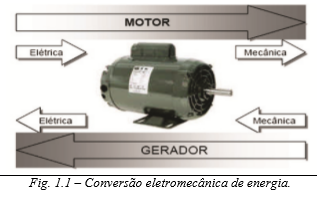 MOTOR
Elétrica
Mecânica
Elétrica
Mecânica
GERADOR
Fig. 1.1 – Conversão eletromecânica de energia.